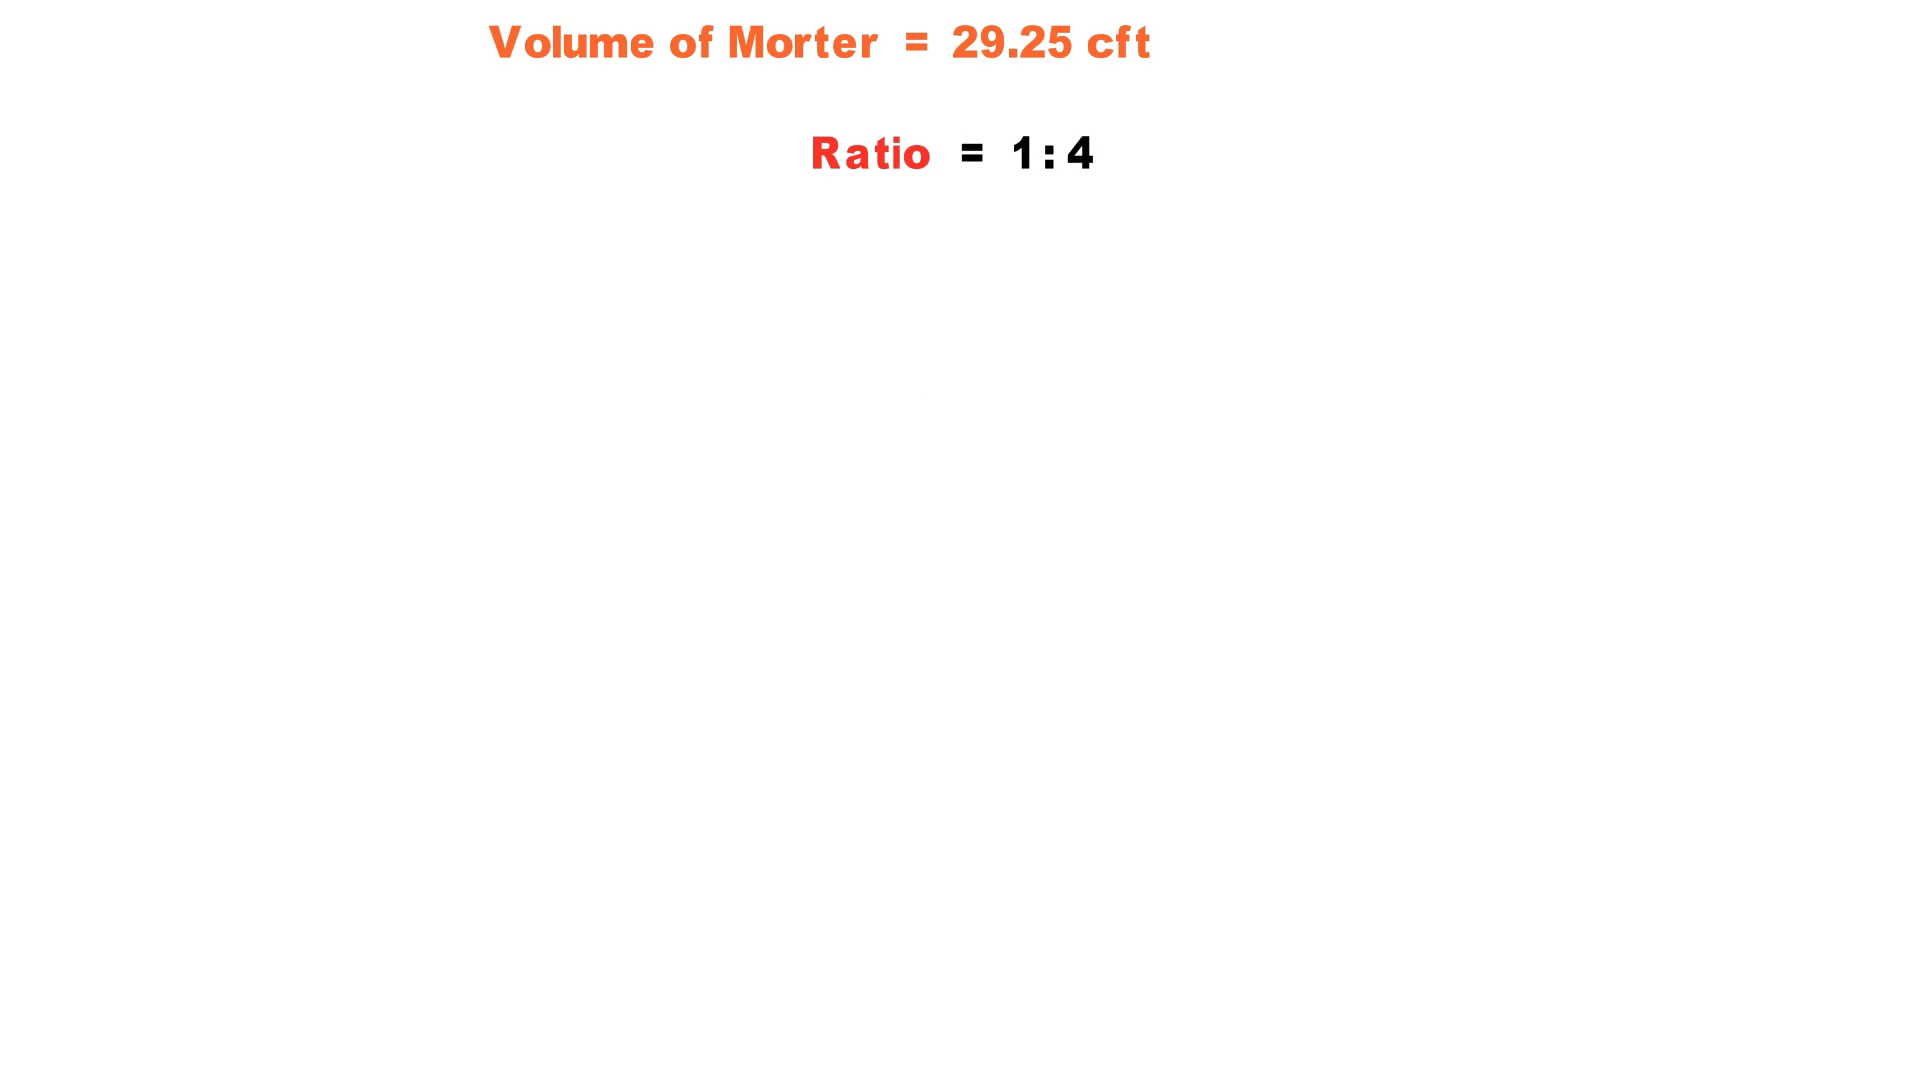 Volume of Morter = 29.25 cft
Ratio = 1:4